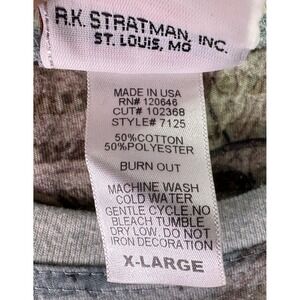 R.K. STRATMAN, INC.
ST. LOUIS, MO
MADE IN USA
RN# 120646
CUT# 102368
STYLE# 7125
50%COTTON
50%POLYESTER
BURN OUT
MACHINE WASH
COLD WATER
GENTLE CYCLE.NO
BLEACH TUMBLE
DRY LOW. DO NOT
IRON DECORATION
X-LARGE